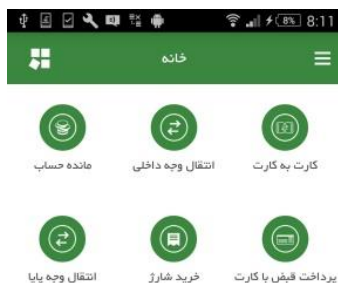 8% 8:11
خانه
کارت به کارت انتقال وجه داخلی مانده حساب
پرداخت قبض با کارت خرید شارژ انتقال وجه پایا